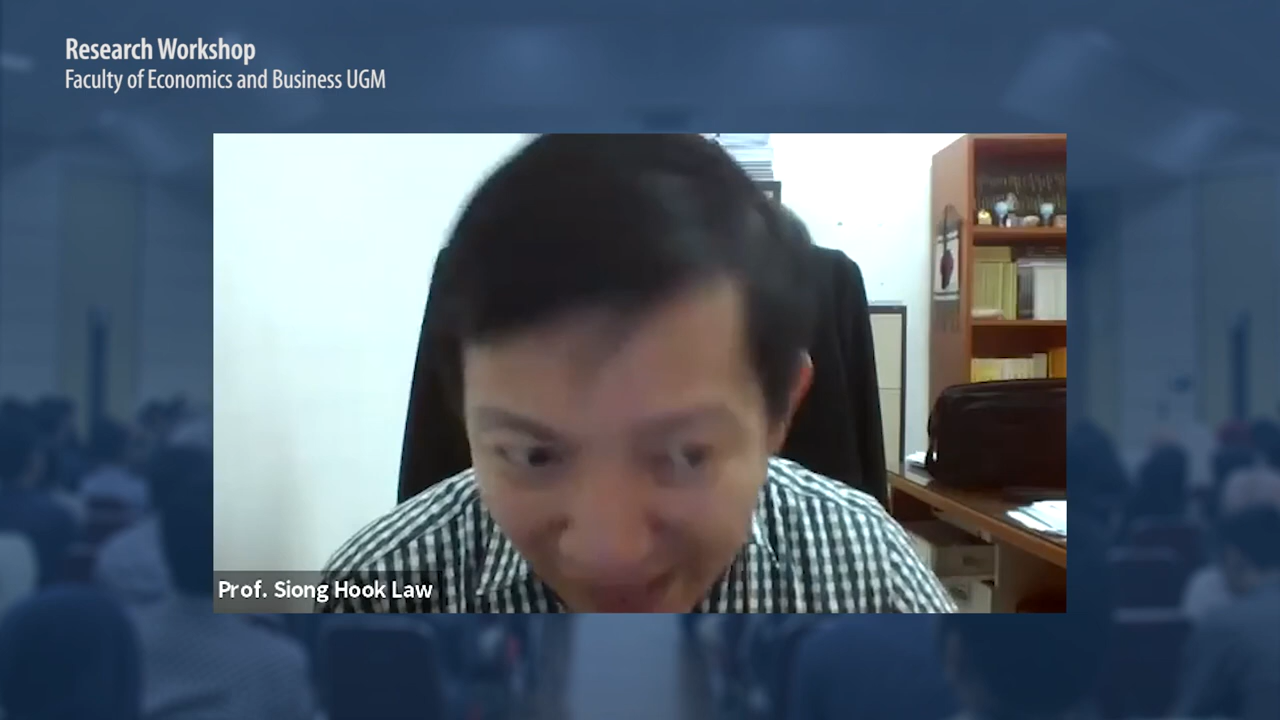 Research Workshop
Faculty of Economics and Business UGM
Prof. Siong Hook Law